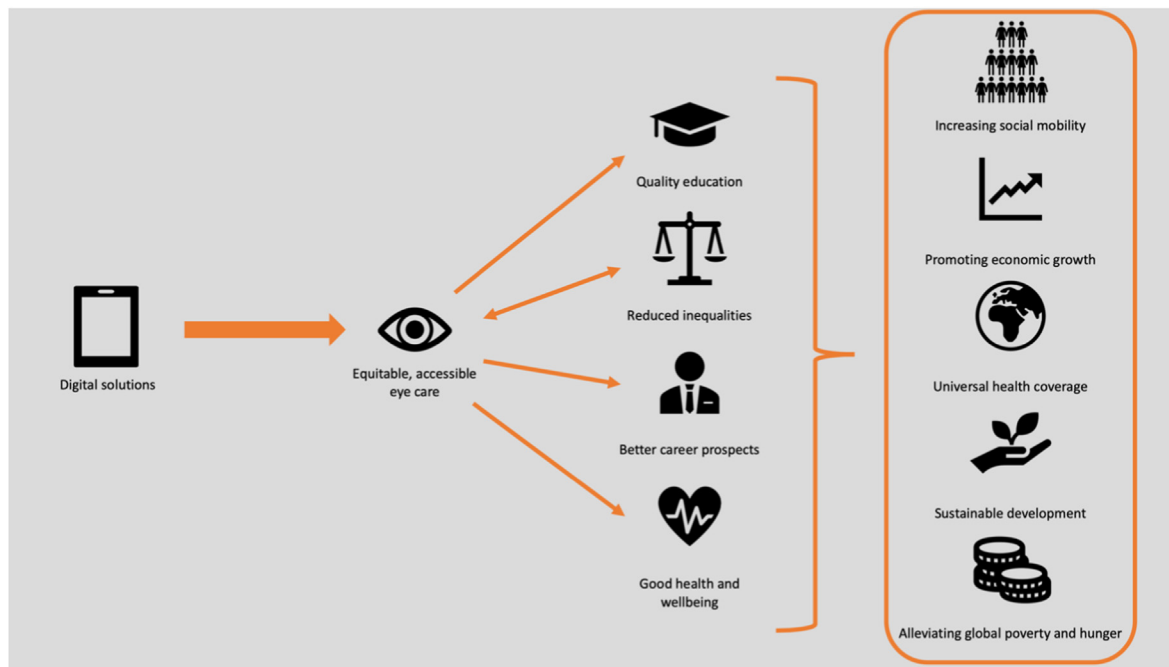 Digital solutions
Equitable, accessible
eye care
Quality education
Reduced inequalities
Better career prospects
Good health and
wellbeing
Increasing social mobility
Promoting economic growth
Universal health coverage
Sustainable development
Alleviating global poverty and hunger